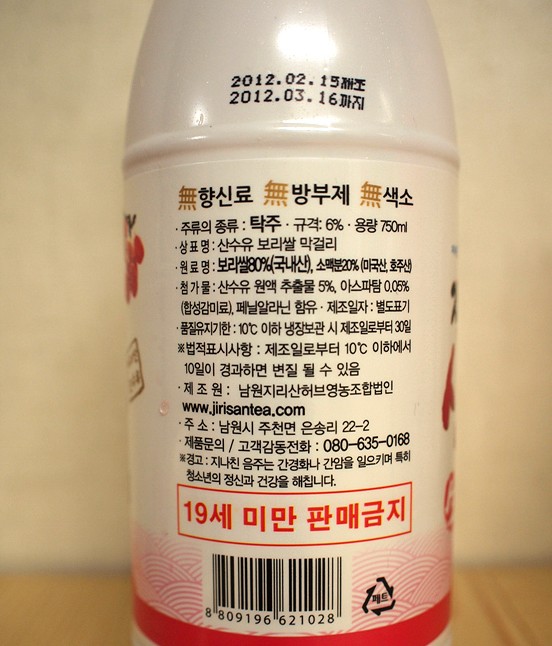 2012.02.15제조
2012.03.16까지
無향신료 無방부제 無색소
· 주류의 종류 : 탁주 · 규격: 6% · 용량 750ml
· 상 표 명 : 산수유 보리쌀 막걸리
· 원 료 명 : 보리쌀80%(국내산), 소맥분20% (미국산, 호주산)
· 첨 가 물 : 산수유 원액 추출물 5%, 아스파탐 0.05%
(합성감미료), 페닐알라닌 함유 · 제조일자 : 별도표기
· 품질유지기한 : 10℃ 이하 냉장보관 시 제조일로부터 30일
※법적표시사항 : 제조일로부터 10℃ 이하에서
10일이 경과하면 변질 될 수 있음
· 제 조 원 : 남원지리산허브영농조합법인
www.jirisantea.com
· 주 소 : 남원시 주천면 은송리 22-2
· 제품문의 / 고객감동전화 : 080-635-0168
※경고 : 지나친 음주는 간경화나 간암을 일으키며 특히
청소년의 정신과 건강을 해칩니다.
19세 미만 판매금지
8 809196 621028
페트